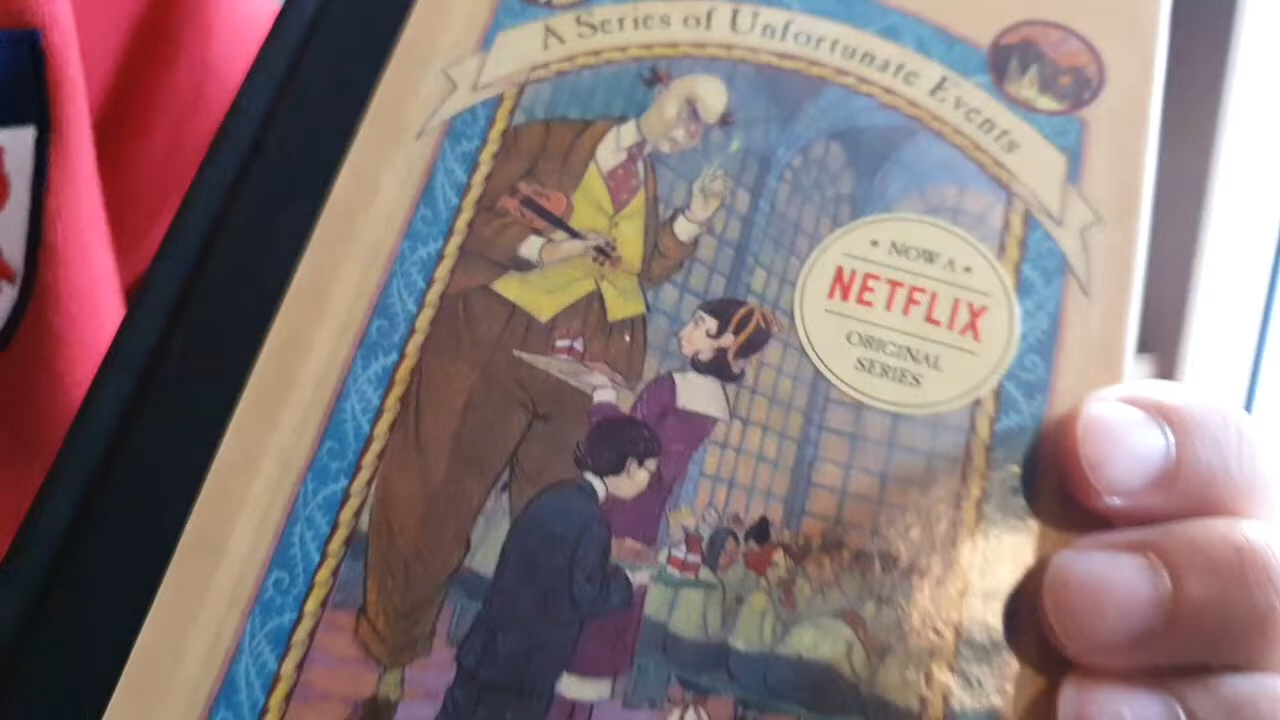 A Series of Unfortunate Events
• NOW A •
NETFLIX
ORIGINAL
SERIES